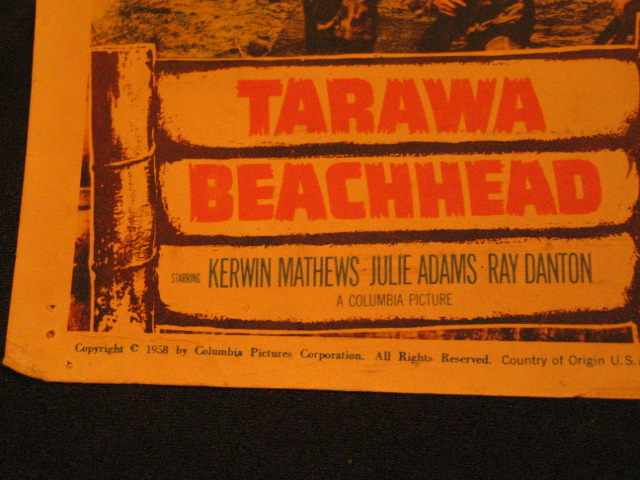 TARAWA
BEACHHEAD
STARRING KERWIN MATHEWS · JULIE ADAMS · RAY DANTON
A COLUMBIA PICTURE
Copyright © 1958 by Columbia Pictures Corporation. All Rights Reserved. Country of Origin U.S.